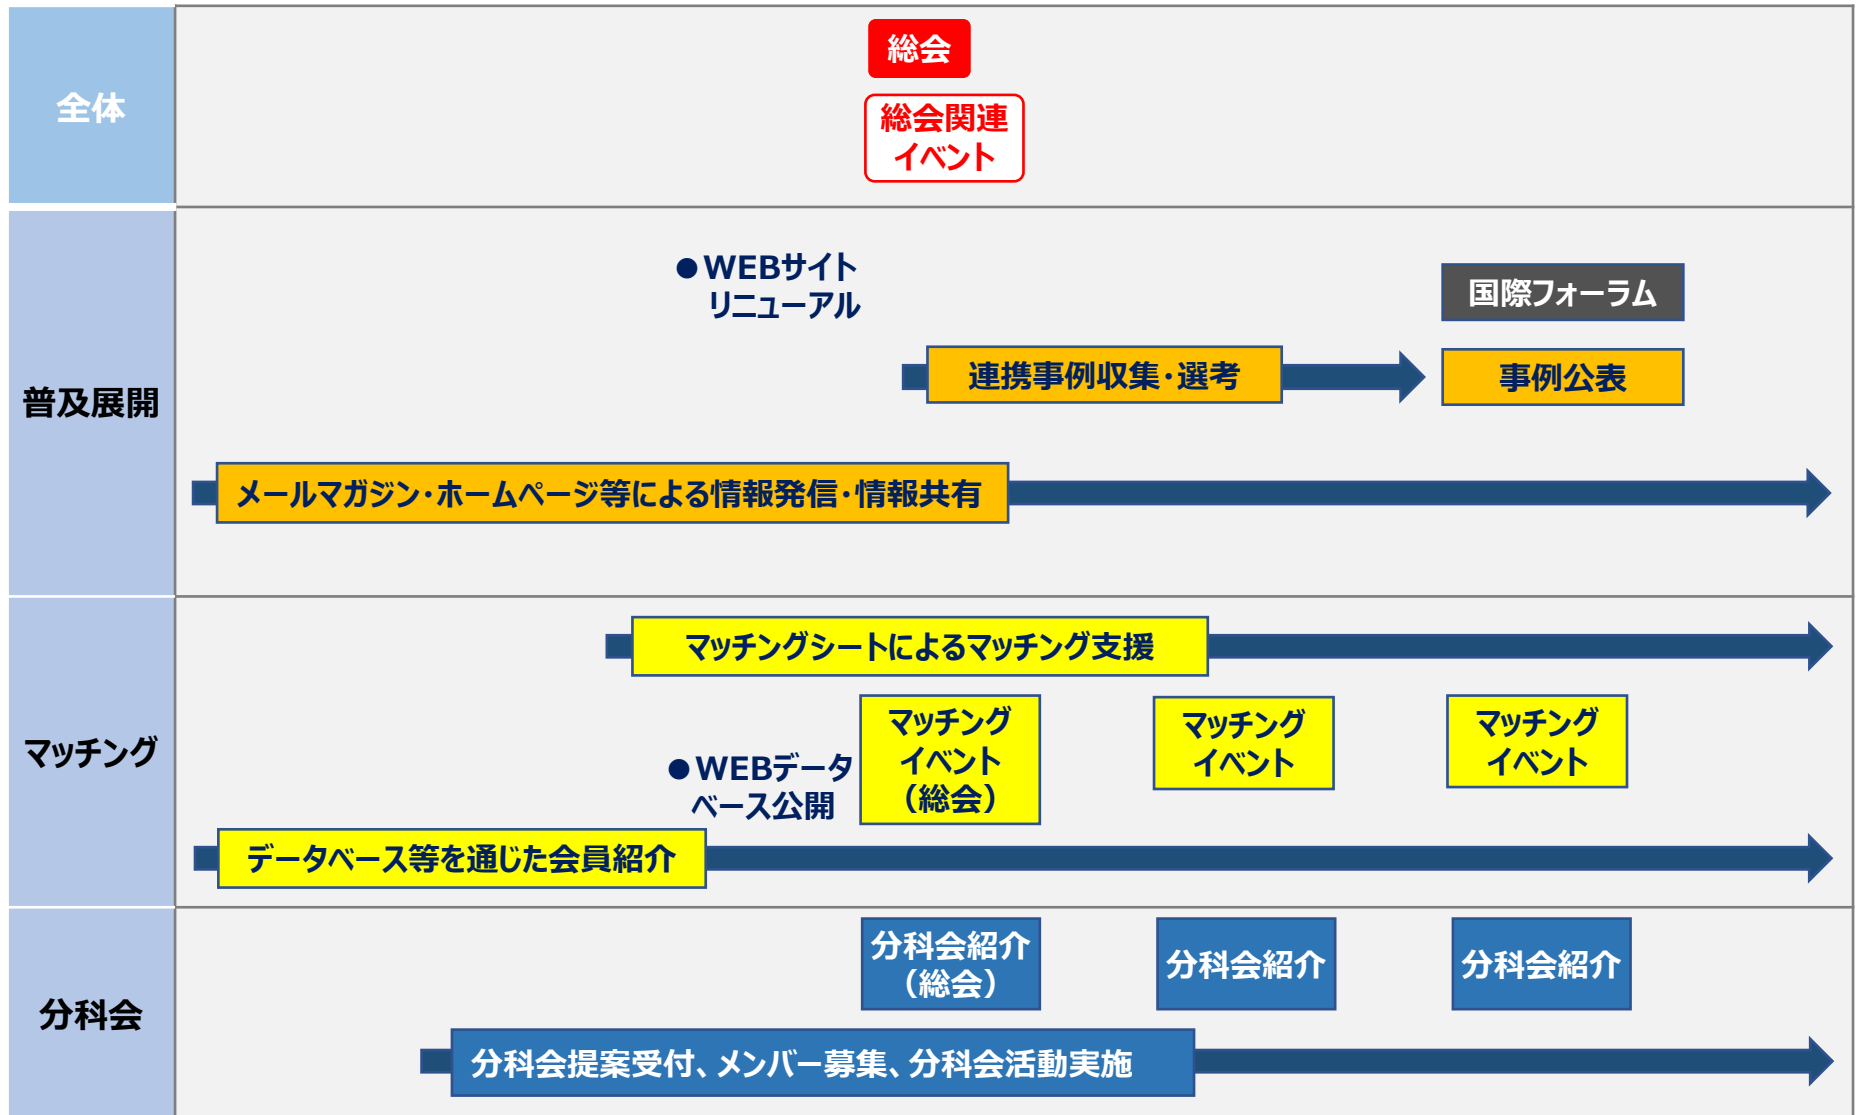 全体
総会
総会関連
イベント
普及展開
●WEBサイト
リニューアル
国際フォーラム
連携事例収集・選考
事例公表
メールマガジン・ホームページ等による情報発信・情報共有
マッチング
マッチングシートによるマッチング支援
マッチング
イベント
（総会）
マッチング
イベント
マッチング
イベント
●WEBデータ
ベース公開
データベース等を通じた会員紹介
分科会
分科会紹介
（総会）
分科会紹介
分科会紹介
分科会提案受付、メンバー募集、分科会活動実施